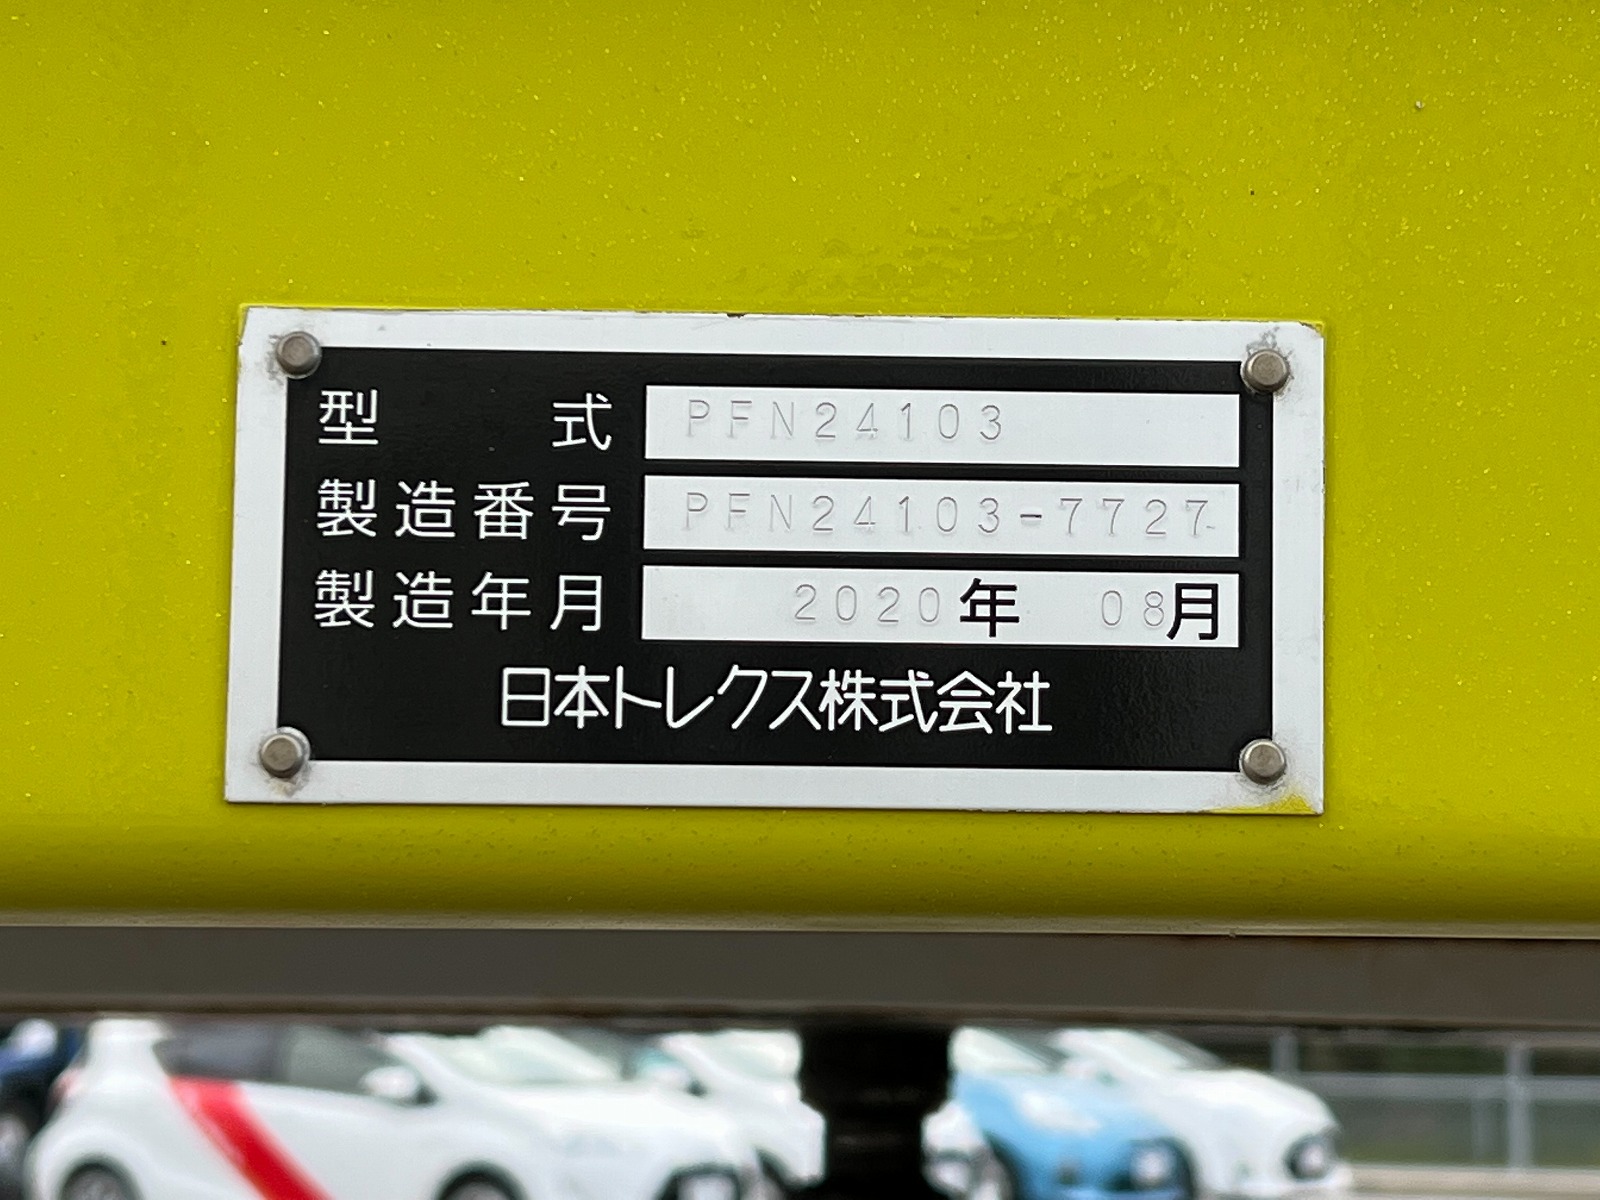 型式 PFN24103
製造番号 PFN24103-7727
製造年月 2020年 08月
日本トレクス株式会社